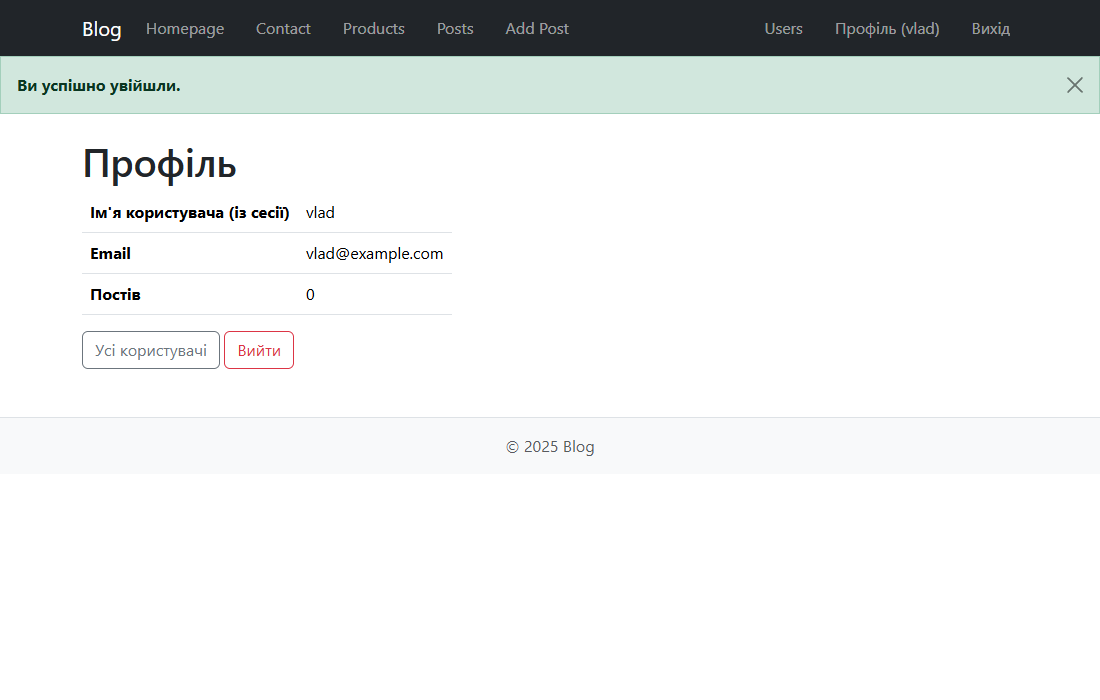 Blog Homepage Contact Products Posts Add Post Users Профіль (vlad) Вихід
Ви успішно увійшли.
Профіль
Ім'я користувача (із сесії) vlad
Email vlad@example.com
Постів 0
Усі користувачі Вийти
© 2025 Blog